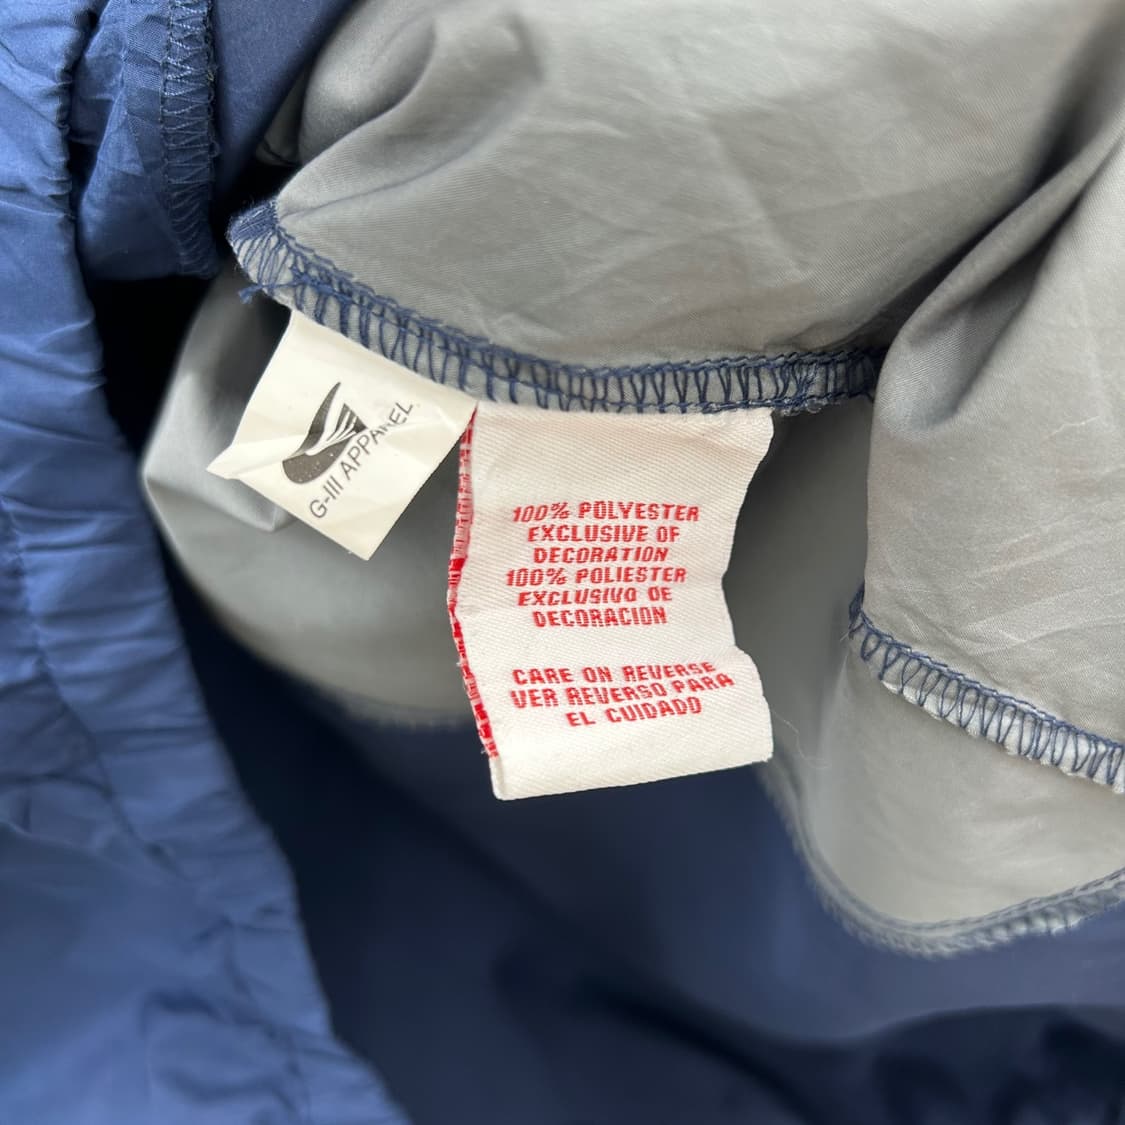 G-III APPAREL
100% POLYESTER
EXCLUSIVE OF
DECORATION
100% POLIESTER
EXCLUSIVO DE
DECORACION
CARE ON REVERSE
VER REVERSO PARA
EL CUIDADO